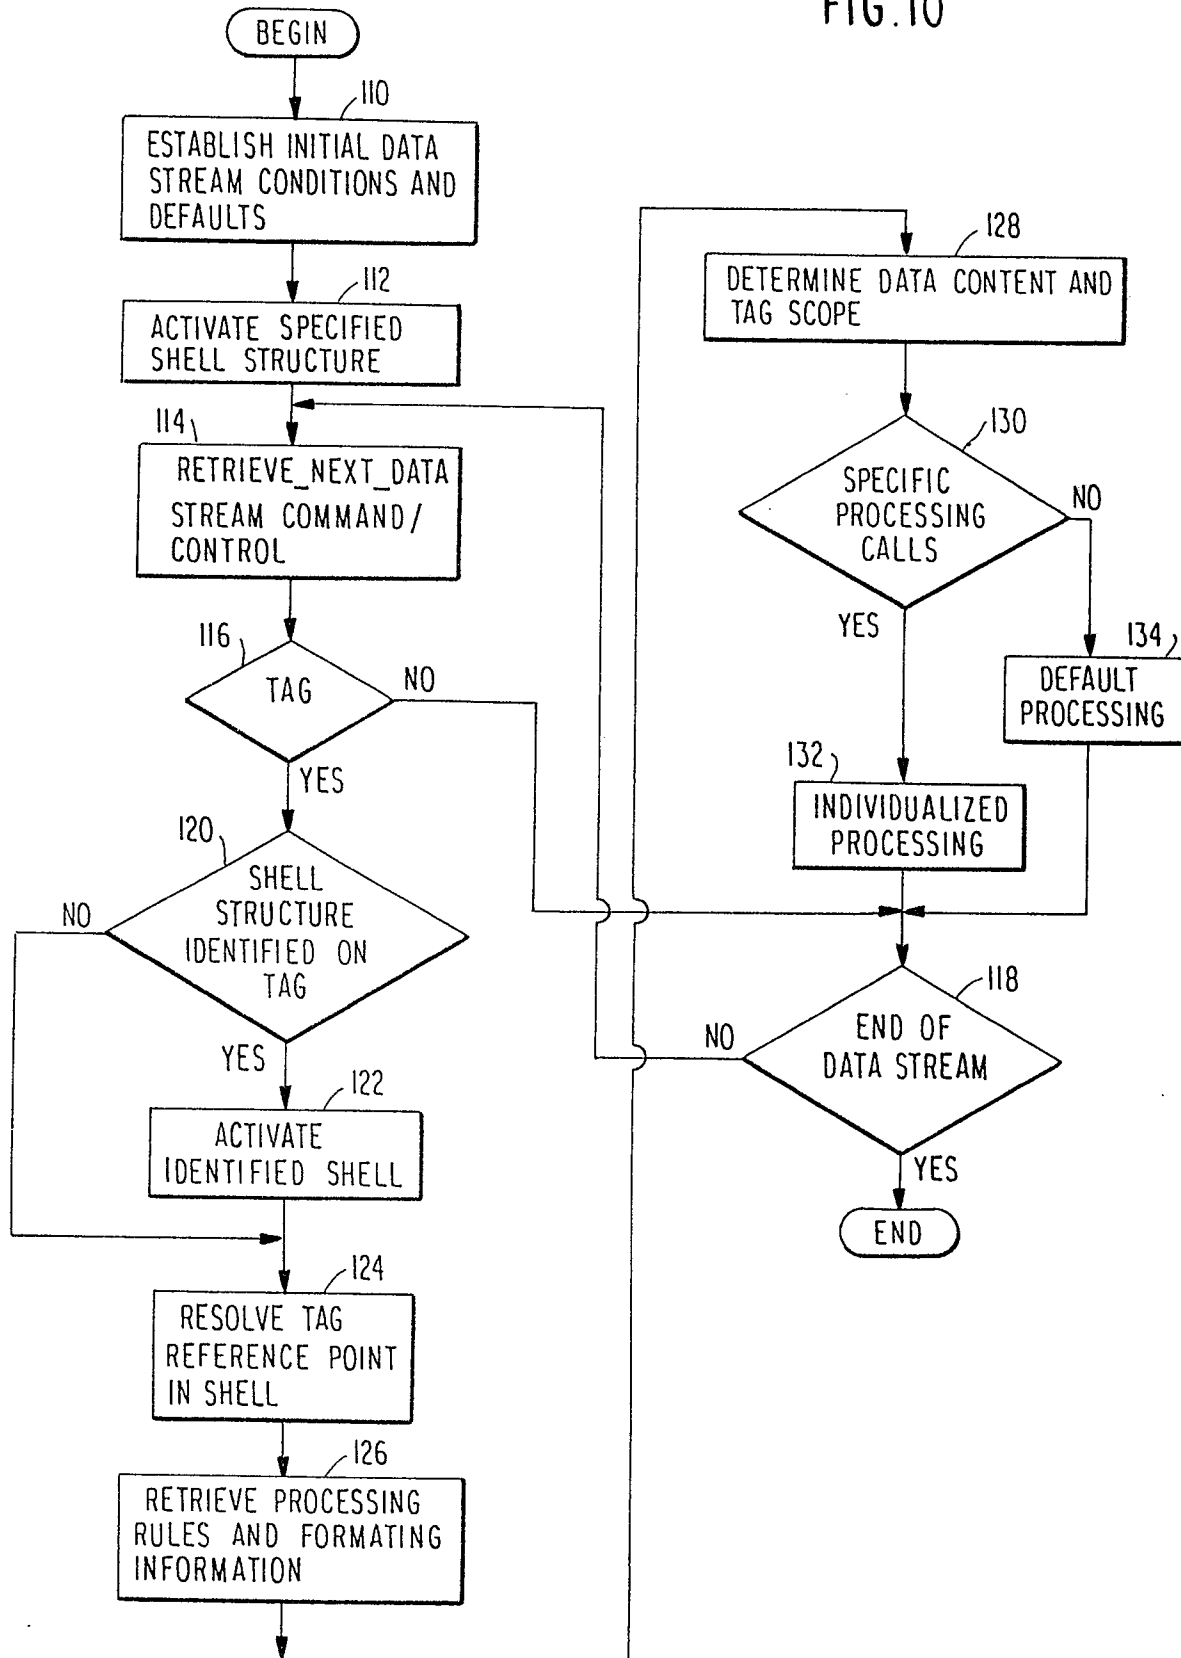 FIG.10
BEGIN
110
ESTABLISH INITIAL DATA
STREAM CONDITIONS AND
DEFAULTS
112
ACTIVATE SPECIFIED
SHELL STRUCTURE
114
RETRIEVE_NEXT_DATA
STREAM COMMAND/
CONTROL
116
TAG
NO
YES
120
SHELL
STRUCTURE
IDENTIFIED ON
TAG
NO
YES
122
ACTIVATE
IDENTIFIED SHELL
124
RESOLVE TAG
REFERENCE POINT
IN SHELL
126
RETRIEVE PROCESSING
RULES AND FORMATING
INFORMATION
128
DETERMINE DATA CONTENT AND
TAG SCOPE
130
SPECIFIC
PROCESSING
CALLS
NO
YES
134
DEFAULT
PROCESSING
132
INDIVIDUALIZED
PROCESSING
118
END OF
DATA STREAM
NO
YES
END